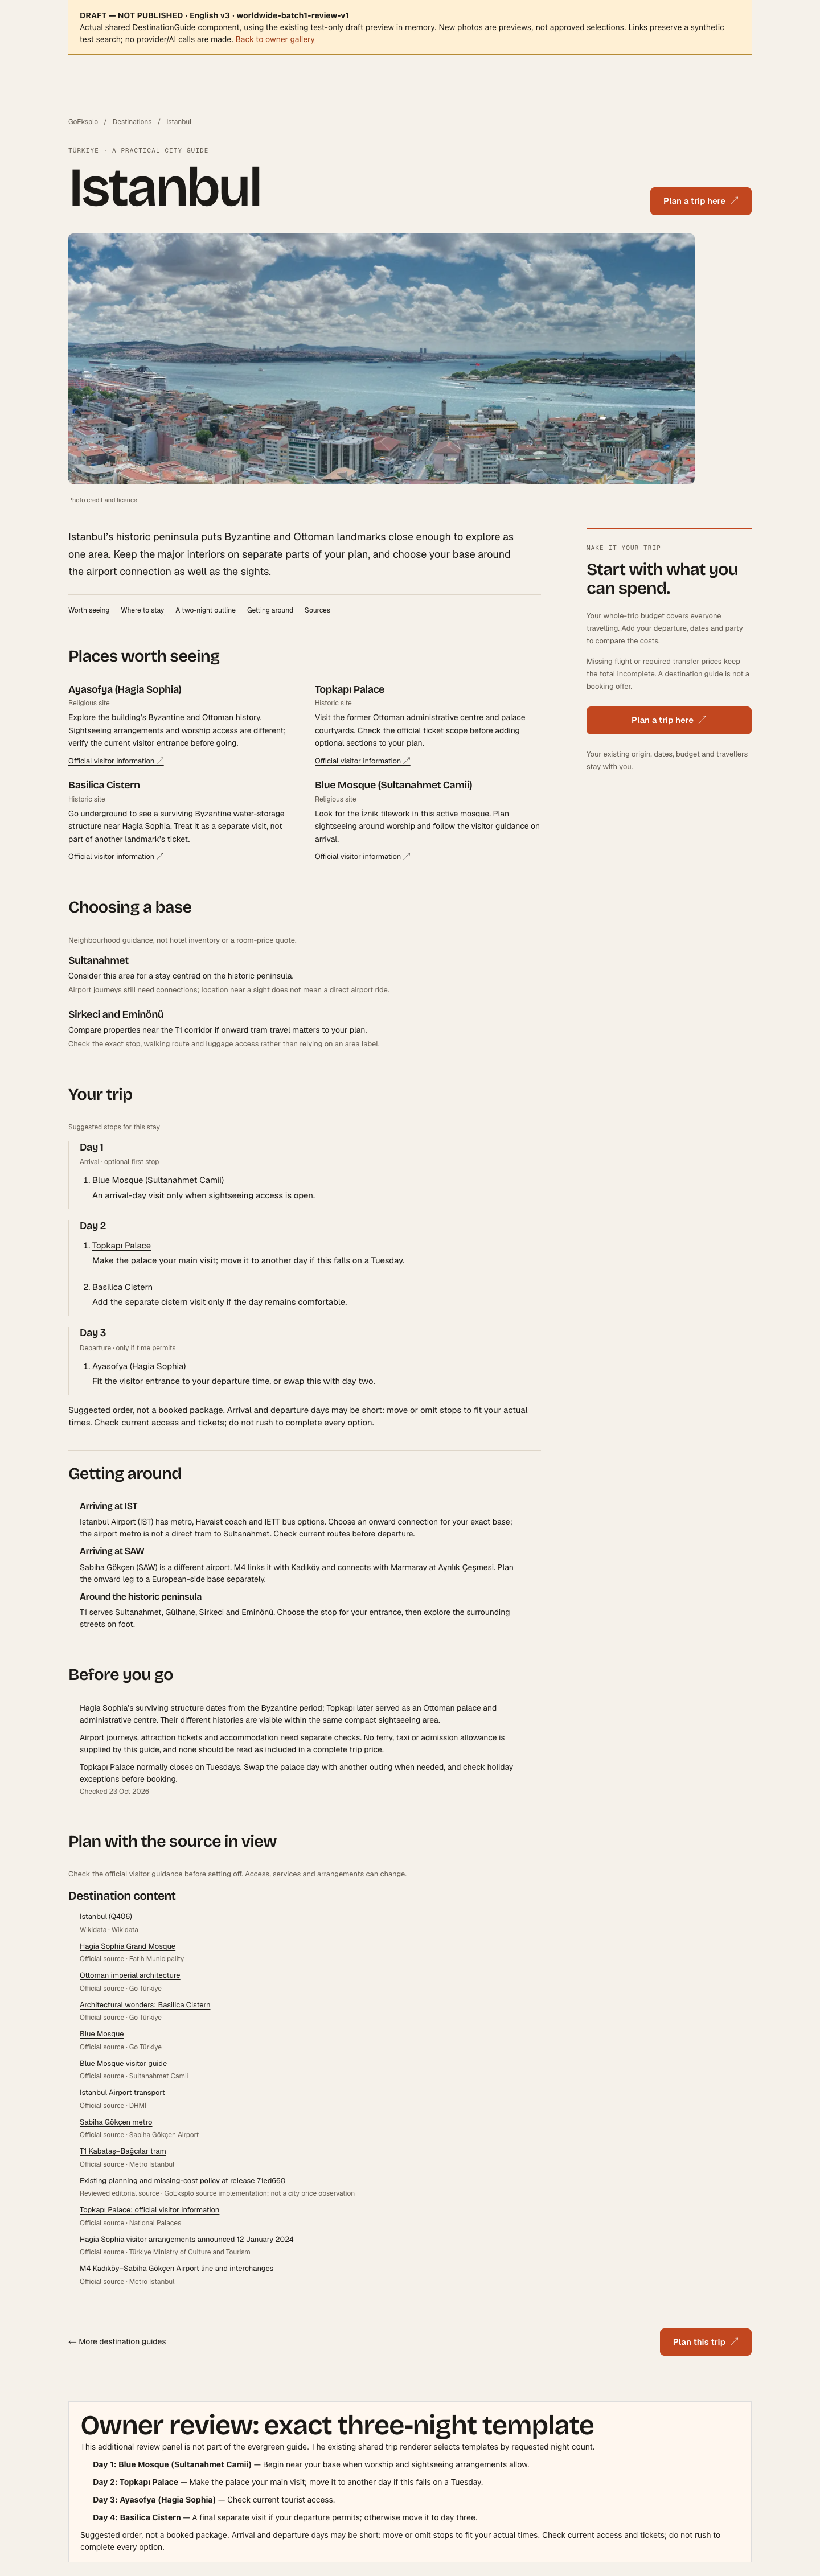 DRAFT — NOT PUBLISHED · English v3 · worldwide-batch1-review-v1
Actual shared DestinationGuide component, using the existing test-only draft preview in memory. New photos are previews, not approved selections. Links preserve a synthetic
test search; no provider/AI calls are made. Back to owner gallery
GoEksplo / Destinations / Istanbul
TÜRKIYE · A PRACTICAL CITY GUIDE
Istanbul
Plan a trip here ↗
Photo credit and licence
Istanbul's historic peninsula puts Byzantine and Ottoman landmarks close enough to explore as
one area. Keep the major interiors on separate parts of your plan, and choose your base around
the airport connection as well as the sights.
Worth seeing Where to stay A two-night outline Getting around Sources
Places worth seeing
Ayasofya (Hagia Sophia)
Religious site
Explore the building's Byzantine and Ottoman history.
Sightseeing arrangements and worship access are different;
verify the current visitor entrance before going.
Official visitor information ↗
Topkapı Palace
Historic site
Visit the former Ottoman administrative centre and palace
courtyards. Check the official ticket scope before adding
optional sections to your plan.
Official visitor information ↗
Basilica Cistern
Historic site
Go underground to see a surviving Byzantine water-storage
structure near Hagia Sophia. Treat it as a separate visit, not
part of another landmark's ticket.
Official visitor information ↗
Blue Mosque (Sultanahmet Camii)
Religious site
Look for the İznik tilework in this active mosque. Plan
sightseeing around worship and follow the visitor guidance on
arrival.
Official visitor information ↗
Choosing a base
Neighbourhood guidance, not hotel inventory or a room-price quote.
Sultanahmet
Consider this area for a stay centred on the historic peninsula.
Airport journeys still need connections; location near a sight does not mean a direct airport ride.
Sirkeci and Eminönü
Compare properties near the T1 corridor if onward tram travel matters to your plan.
Check the exact stop, walking route and luggage access rather than relying on an area label.
Your trip
Suggested stops for this stay
Day 1
Arrival · optional first stop
1. Blue Mosque (Sultanahmet Camii)
An arrival-day visit only when sightseeing access is open.
Day 2
1. Topkapı Palace
Make the palace your main visit; move it to another day if this falls on a Tuesday.
2. Basilica Cistern
Add the separate cistern visit only if the day remains comfortable.
Day 3
Departure · only if time permits
1. Ayasofya (Hagia Sophia)
Fit the visitor entrance to your departure time, or swap this with day two.
Suggested order, not a booked package. Arrival and departure days may be short: move or omit stops to fit your actual
times. Check current access and tickets; do not rush to complete every option.
Getting around
Arriving at IST
Istanbul Airport (IST) has metro, Havaist coach and IETT bus options. Choose an onward connection for your exact base;
the airport metro is not a direct tram to Sultanahmet. Check current routes before departure.
Arriving at SAW
Sabiha Gökçen (SAW) is a different airport. M4 links it with Kadıköy and connects with Marmaray at Ayrılık Çeşmesi. Plan
the onward leg to a European-side base separately.
Around the historic peninsula
T1 serves Sultanahmet, Gülhane, Sirkeci and Eminönü. Choose the stop for your entrance, then explore the surrounding
streets on foot.
Before you go
Hagia Sophia's surviving structure dates from the Byzantine period; Topkapı later served as an Ottoman palace and
administrative centre. Their different histories are visible within the same compact sightseeing area.
Airport journeys, attraction tickets and accommodation need separate checks. No ferry, taxi or admission allowance is
supplied by this guide, and none should be read as included in a complete trip price.
Topkapı Palace normally closes on Tuesdays. Swap the palace day with another outing when needed, and check holiday
exceptions before booking.
Checked 23 Oct 2026
Plan with the source in view
Check the official visitor guidance before setting off. Access, services and arrangements can change.
Destination content
Istanbul (Q406)
Wikidata · Wikidata
Hagia Sophia Grand Mosque
Official source · Fatih Municipality
Ottoman imperial architecture
Official source · Go Türkiye
Architectural wonders: Basilica Cistern
Official source · Go Türkiye
Blue Mosque
Official source · Go Türkiye
Blue Mosque visitor guide
Official source · Sultanahmet Camii
Istanbul Airport transport
Official source · DHMİ
Sabiha Gökçen metro
Official source · Sabiha Gökçen Airport
T1 Kabataş–Bağcılar tram
Official source · Metro Istanbul
Existing planning and missing-cost policy at release 71ed660
Reviewed editorial source · GoEksplo source implementation; not a city price observation
Topkapı Palace: official visitor information
Official source · National Palaces
Hagia Sophia visitor arrangements announced 12 January 2024
Official source · Türkiye Ministry of Culture and Tourism
M4 Kadıköy–Sabiha Gökçen Airport line and interchanges
Official source · Metro İstanbul
MAKE IT YOUR TRIP
Start with what you
can spend.
Your whole-trip budget covers everyone
travelling. Add your departure, dates and party
to compare the costs.
Missing flight or required transfer prices keep
the total incomplete. A destination guide is not a
booking offer.
Plan a trip here ↗
Your existing origin, dates, budget and travellers
stay with you.
← More destination guides
Plan this trip ↗
Owner review: exact three-night template
This additional review panel is not part of the evergreen guide. The existing shared trip renderer selects templates by requested night count.
Day 1: Blue Mosque (Sultanahmet Camii) — Begin near your base when worship and sightseeing arrangements allow.
Day 2: Topkapı Palace — Make the palace your main visit; move it to another day if this falls on a Tuesday.
Day 3: Ayasofya (Hagia Sophia) — Check current tourist access.
Day 4: Basilica Cistern — A final separate visit if your departure permits; otherwise move it to day three.
Suggested order, not a booked package. Arrival and departure days may be short: move or omit stops to fit your actual times. Check current access and tickets; do not rush to
complete every option.